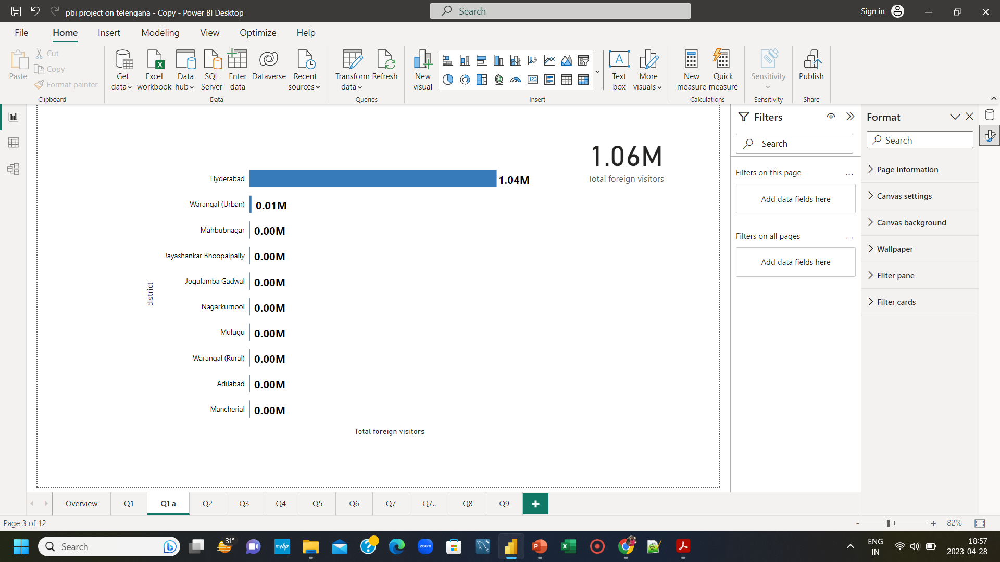 pbi project on telengana - Copy - Power BI Desktop
Search
Sign in
File Home Insert Modeling View Optimize Help
Paste
Cut
Copy
Format painter
Clipboard
Get data
Excel workbook
Data hub
SQL Server
Enter data
Dataverse
Recent sources
Data
Transform data
Refresh
Queries
New visual
123
Text box
More visuals
Insert
New measure
Quick measure
Calculations
Sensitivity
Sensitivity
Publish
Share
1.06M
Total foreign visitors
district
Hyderabad 1.04M
Warangal (Urban) 0.01M
Mahbubnagar 0.00M
Jayashankar Bhoopalpally 0.00M
Jogulamba Gadwal 0.00M
Nagarkurnool 0.00M
Mulugu 0.00M
Warangal (Rural) 0.00M
Adilabad 0.00M
Mancherial 0.00M
Total foreign visitors
Filters
Search
Filters on this page ...
Add data fields here
Filters on all pages ...
Add data fields here
Format
Search
Page information
Canvas settings
Canvas background
Wallpaper
Filter pane
Filter cards
Overview Q1 Q1 a Q2 Q3 Q4 Q5 Q6 Q7 Q7.. Q8 Q9
Page 3 of 12
- + 82%
Search
31°
myhp
zoom
ENG
IN
18:57
2023-04-28